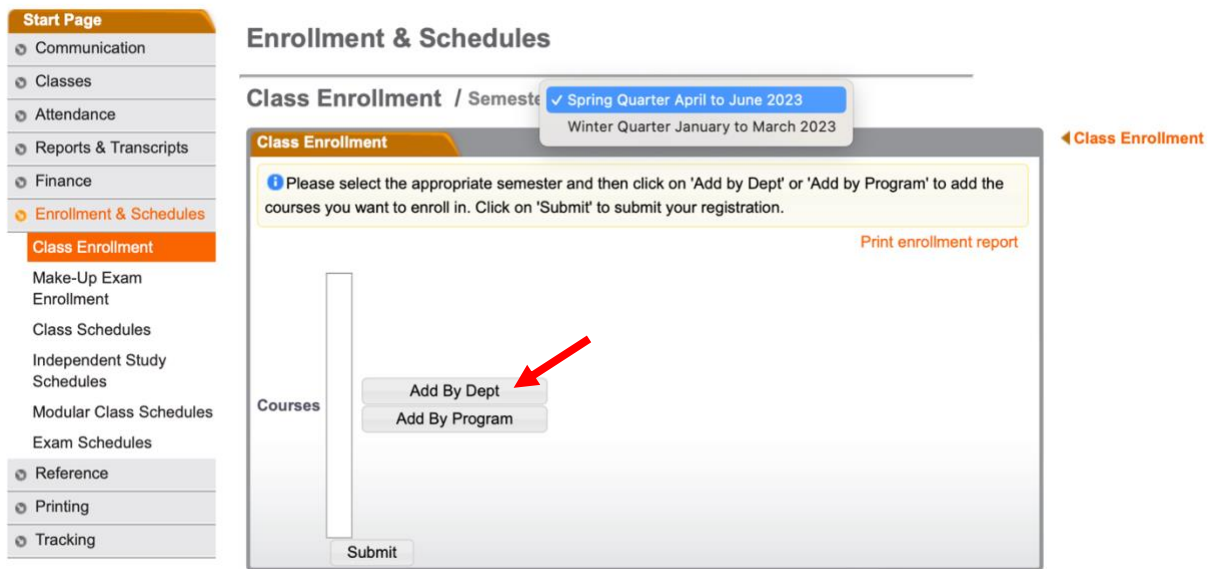 Start Page
Communication
Classes
Attendance
Reports & Transcripts
Finance
Enrollment & Schedules
Class Enrollment
Make-Up Exam
Enrollment
Class Schedules
Independent Study
Schedules
Modular Class Schedules
Exam Schedules
Reference
Printing
Tracking
Enrollment & Schedules
Class Enrollment / Semeste
✓ Spring Quarter April to June 2023
Winter Quarter January to March 2023
Class Enrollment
Please select the appropriate semester and then click on 'Add by Dept' or 'Add by Program' to add the
courses you want to enroll in. Click on 'Submit' to submit your registration.
Print enrollment report
Courses
Add By Dept
Add By Program
Submit
Class Enrollment